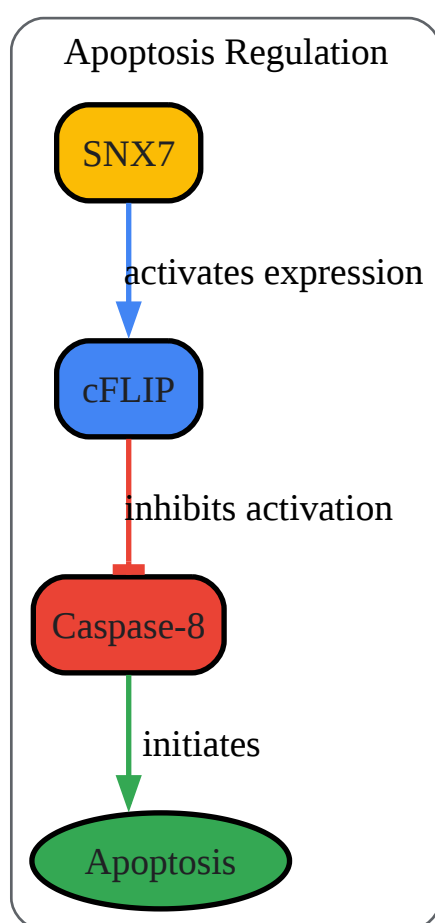 Apoptosis Regulation
SNX7
activates expression
cFLIP
inhibits activation
Caspase-8
initiates
Apoptosis